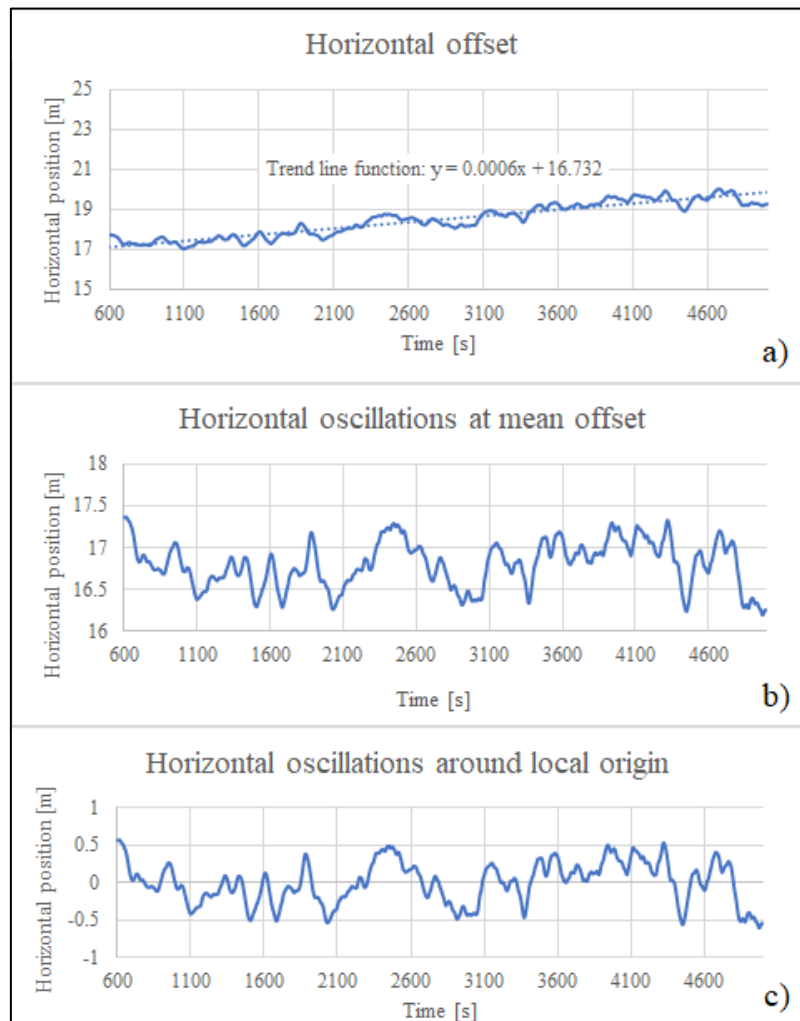 Horizontal offset
Horizontal position [m]
25
23
21
19
17
15
Trend line function: y = 0.0006x + 16.732
600 1100 1600 2100 2600 3100 3600 4100 4600
Time [s]
a)
Horizontal oscillations at mean offset
Horizontal position [m]
18
17.5
17
16.5
16
600 1100 1600 2100 2600 3100 3600 4100 4600
Time [s]
b)
Horizontal oscillations around local origin
Horizontal position [m]
1
0.5
0
-0.5
-1
600 1100 1600 2100 2600 3100 3600 4100 4600
Time [s]
c)